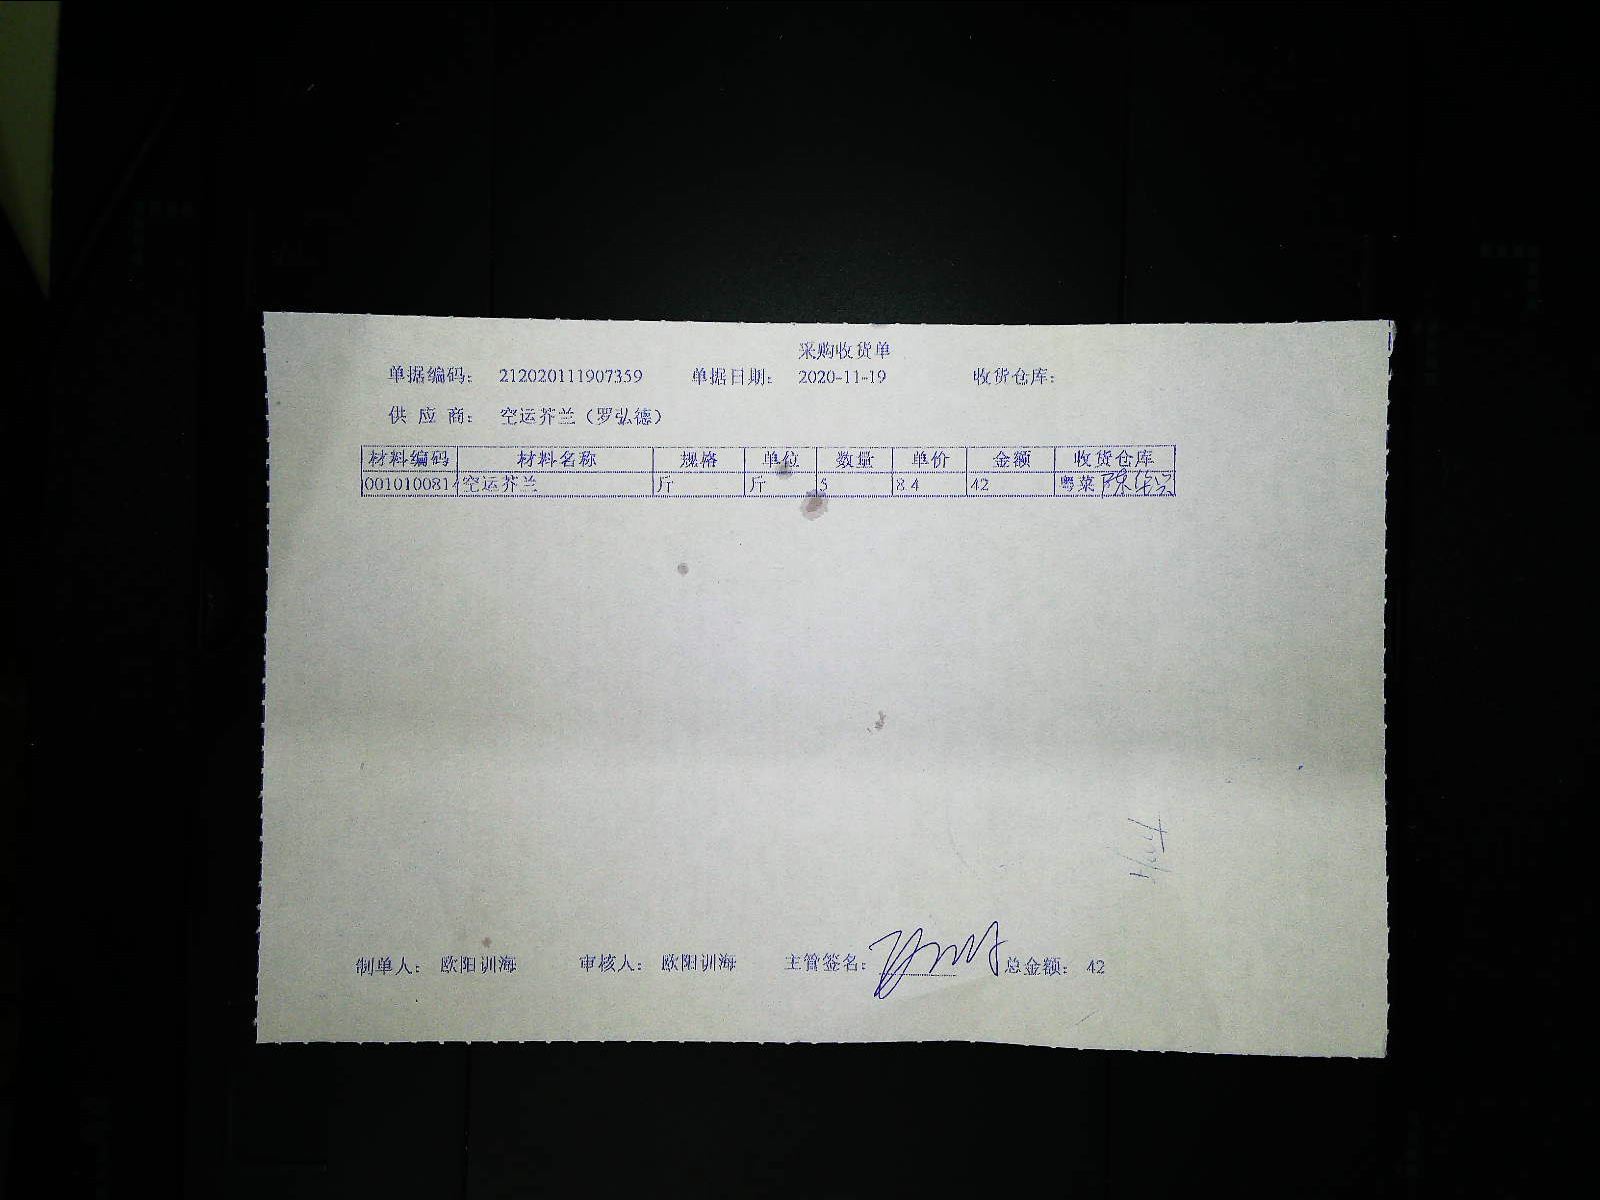 采购收货单
单据编码： 212020111907359 单据日期： 2020-11-19 收货仓库：
供 应 商： 空运芥兰（罗弘德）
材料编码 材料名称 规格 单位 数量 单价 金额 收货仓库
0010100814 空运芥兰 斤 斤 5 8.4 42 粤菜
制单人： 欧阳训海 审核人： 欧阳训海 主管签名： 总金额： 42